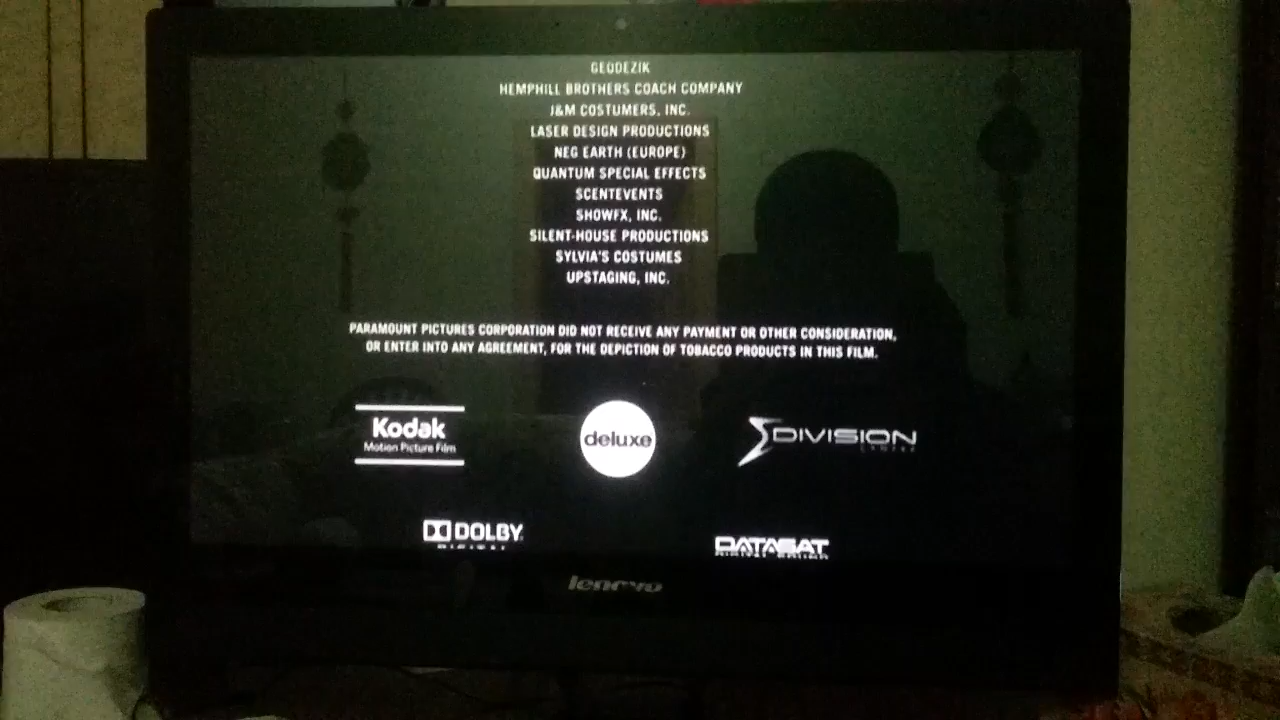 GEODEZIK
HEMPHILL BROTHERS COACH COMPANY
J&M COSTUMERS, INC.
LASER DESIGN PRODUCTIONS
NEG EARTH (EUROPE)
QUANTUM SPECIAL EFFECTS
SCENTEVENTS
SHOWFX, INC.
SILENT-HOUSE PRODUCTIONS
SYLVIA'S COSTUMES
UPSTAGING, INC.
PARAMOUNT PICTURES CORPORATION DID NOT RECEIVE ANY PAYMENT OR OTHER CONSIDERATION,
OR ENTER INTO ANY AGREEMENT, FOR THE DEPICTION OF TOBACCO PRODUCTS IN THIS FILM.
Kodak
Motion Picture Film
deluxe
DIVISION
DOLBY
DIGITAL
DATASAT
DIGITAL SOUND
lenovo